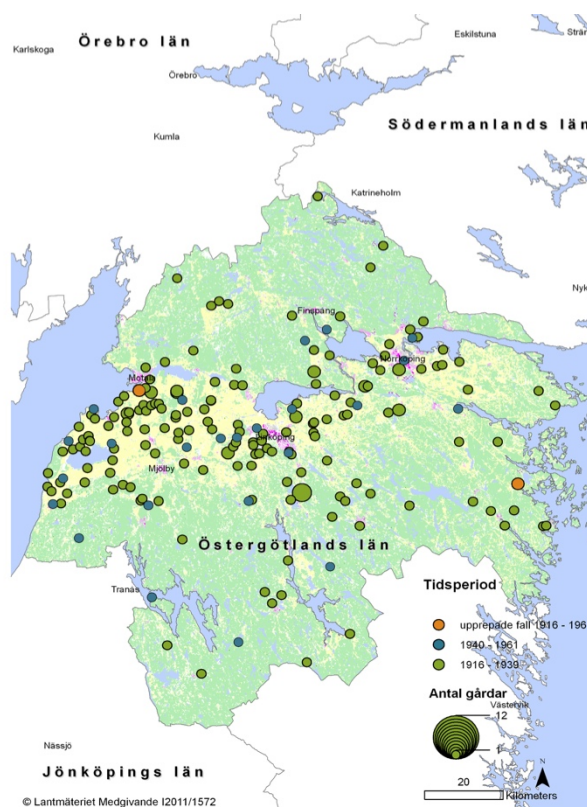 Karlskoga
Örebro län
Eskilstuna
Örebro
Södermanlands län
Kumla
Katrineholm
Nyk
Finspång
Norrköping
Motala
Linköping
Mjölby
Östergötlands län
Tranås
Tidsperiod
upprepade fall 1916 - 196
1940 - 1961
1916 - 1939
Antal gårdar
Västervik
12
1
N
20
Kilometers
Nässjö
Jönköpings län
© Lantmäteriet Medgivande I2011/1572